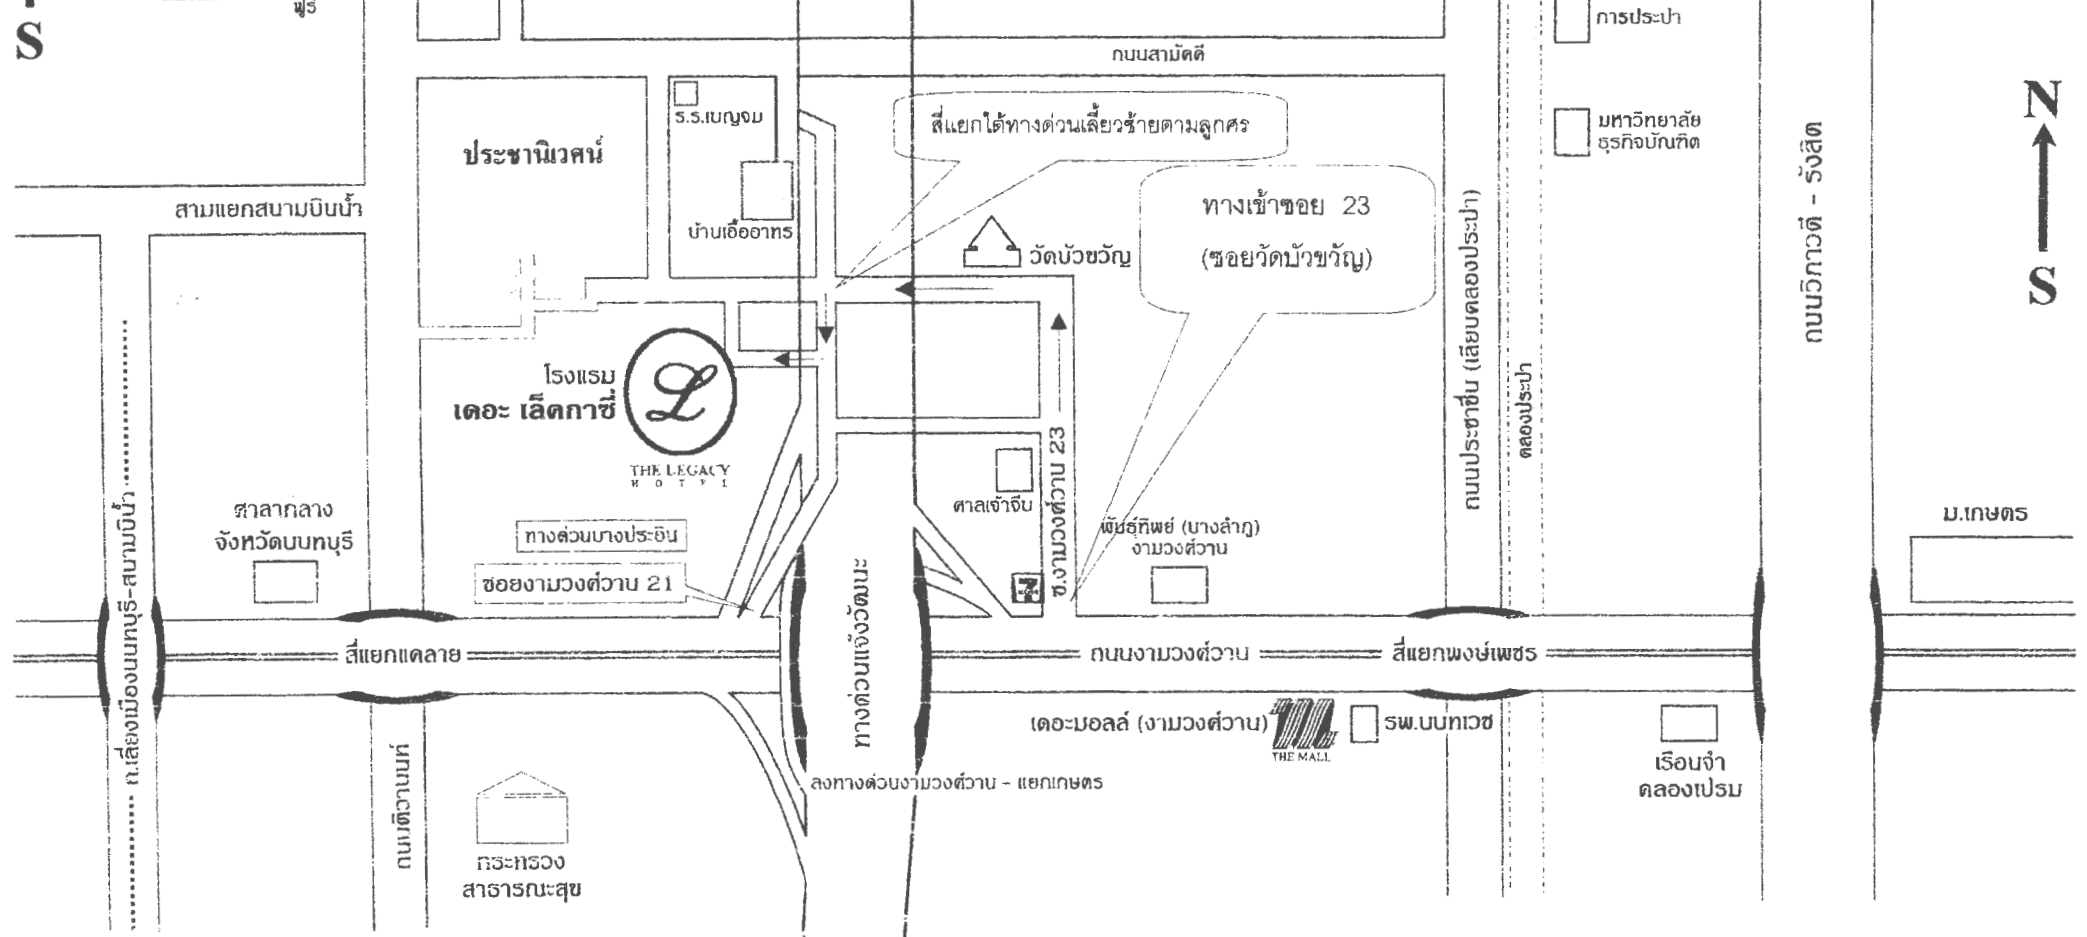 S
ถนนสามัคคี
การประปา
N
S
ร.ร.เบญจม
สี่แยกใต้ทางด่วนเลี้ยวซ้ายตามลูกศร
มหาวิทยาลัย
ธุรกิจบัณฑิต
ประชานิเวศน์
สามแยกสนามบินน้ำ
บ้านเอื้ออาทร
วัดบัวขวัญ
ทางเข้าซอย 23
(ซอยวัดบัวขวัญ)
ถนนประชาชื่น (เลียบคลองประปา)
คลองประปา
ถนนวิภาวดี - รังสิต
โรงแรม
เดอะ เล็คกาซี่
L
THE LEGACY
HOTEL
ศาลากลาง
จังหวัดนนทบุรี
ถ.เลี่ยงเมืองนนทบุรี-สนามบินน้ำ
ทางด่วนบางปะอิน
ซอยงามวงศ์วาน 21
ศาลเจ้าจีน
ซ.งามวงศ์วาน 23
พันธุ์ทิพย์ (บางลำภู)
งามวงศ์วาน
ม.เกษตร
7
สี่แยกแคลาย
ถนนงามวงศ์วาน
สี่แยกพงษ์เพชร
เดอะมอลล์ (งามวงศ์วาน)
THE MALL
รพ.นนทเวช
เรือนจำ
คลองเปรม
ลงทางด่วนงามวงศ์วาน - แยกเกษตร
ถนนติวานนท์
กระทรวง
สาธารณะสุข